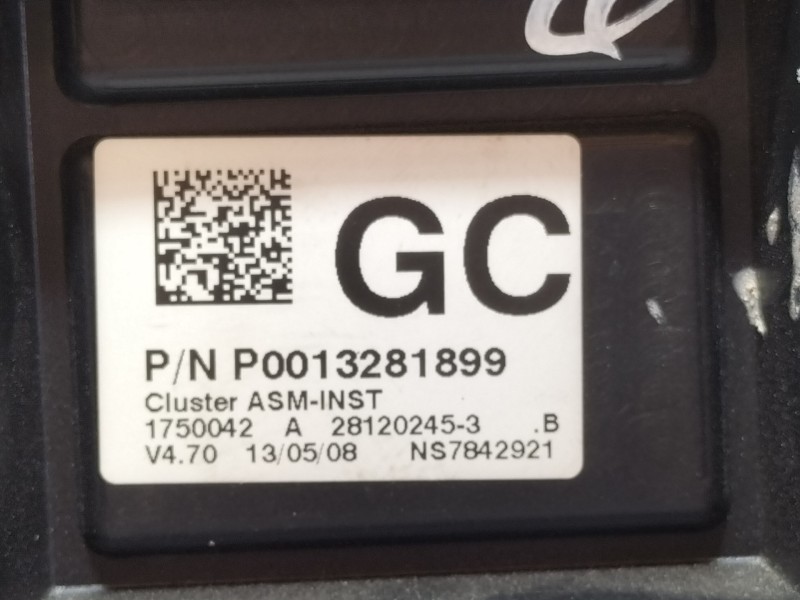 GC
P/N P0013281899
Cluster ASM-INST
1750042 A 28120245-3 .B
V4.70 13/05/08 NS7842921